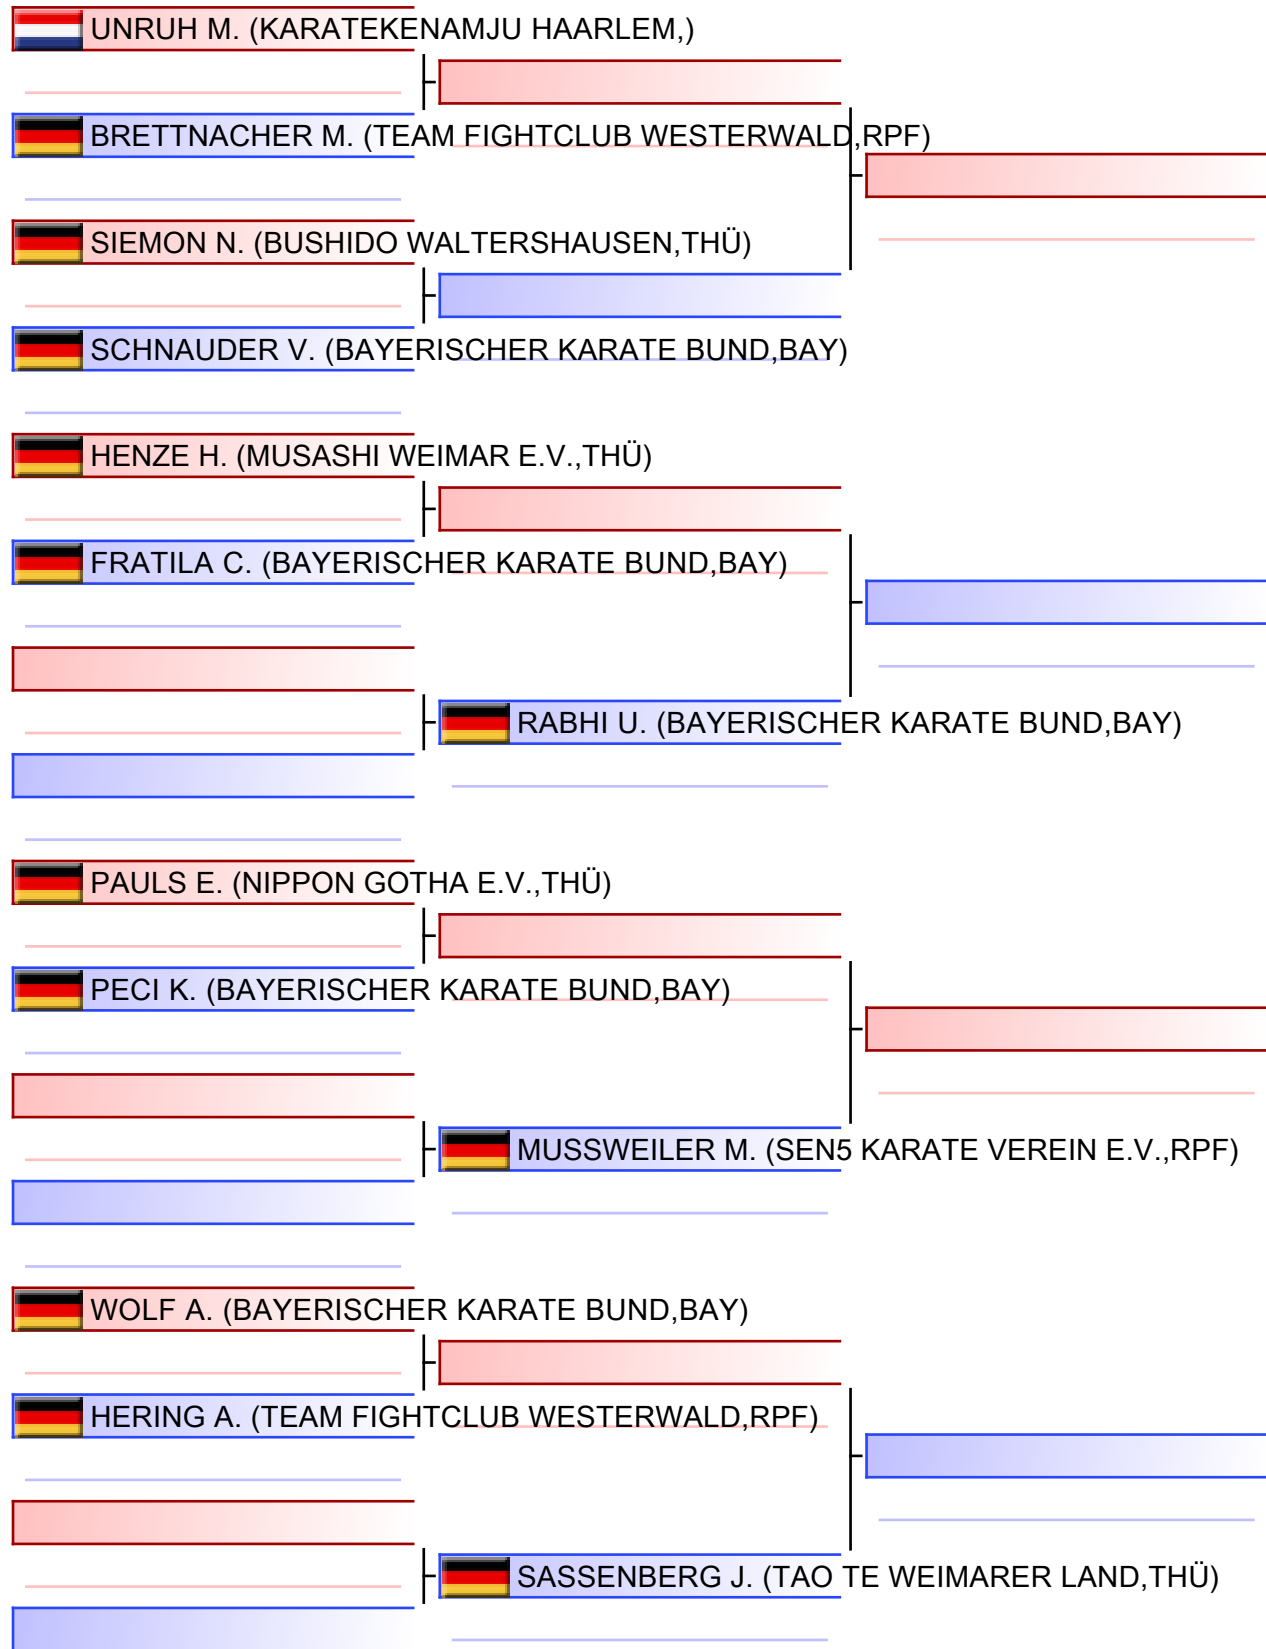 UNRUH M. (KARATEKENAMJU HAARLEM,)
BRETTNACHER M. (TEAM FIGHTCLUB WESTERWALD,RPF)
SIEMON N. (BUSHIDO WALTERSHAUSEN,THÜ)
SCHNAUDER V. (BAYERISCHER KARATE BUND,BAY)
HENZE H. (MUSASHI WEIMAR E.V.,THÜ)
FRATILA C. (BAYERISCHER KARATE BUND,BAY)
RABHI U. (BAYERISCHER KARATE BUND,BAY)
PAULS E. (NIPPON GOTHA E.V.,THÜ)
PECI K. (BAYERISCHER KARATE BUND,BAY)
MUSSWEILER M. (SEN5 KARATE VEREIN E.V.,RPF)
WOLF A. (BAYERISCHER KARATE BUND,BAY)
HERING A. (TEAM FIGHTCLUB WESTERWALD,RPF)
SASSENBERG J. (TAO TE WEIMARER LAND,THÜ)